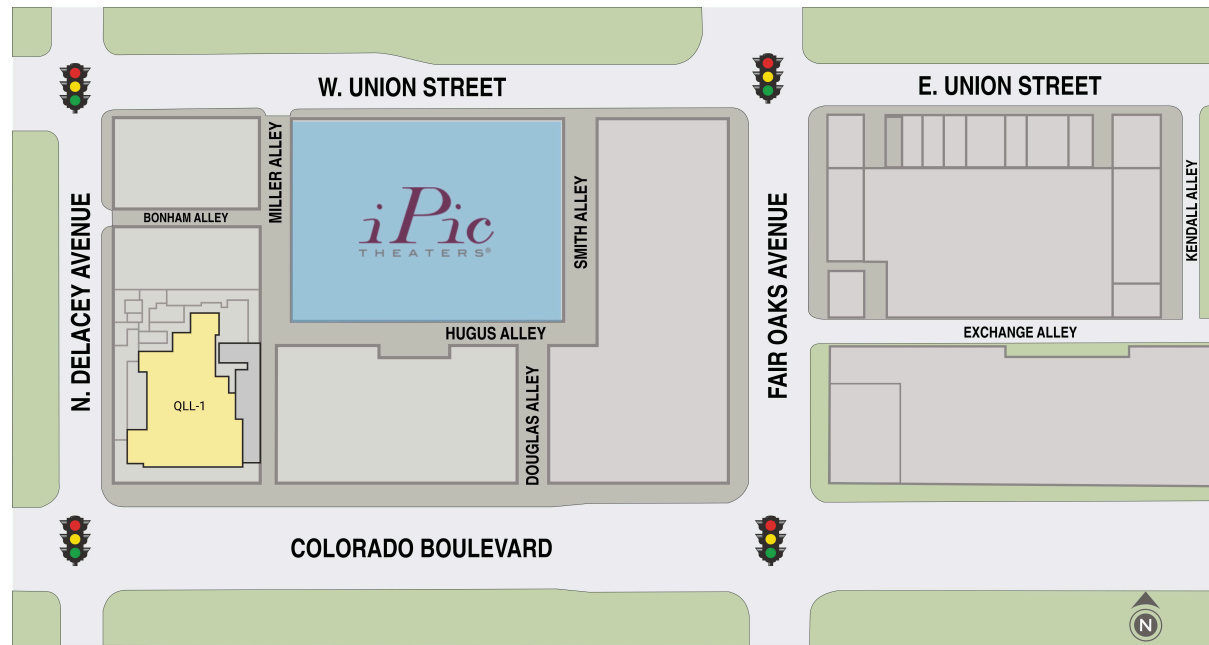 W. UNION STREET
E. UNION STREET
MILLER ALLEY
BONHAM ALLEY
N. DELACEY AVENUE
iPic
THEATERS®
SMITH ALLEY
FAIR OAKS AVENUE
KENDALL ALLEY
HUGUS ALLEY
EXCHANGE ALLEY
QLL-1
DOUGLAS ALLEY
COLORADO BOULEVARD
N